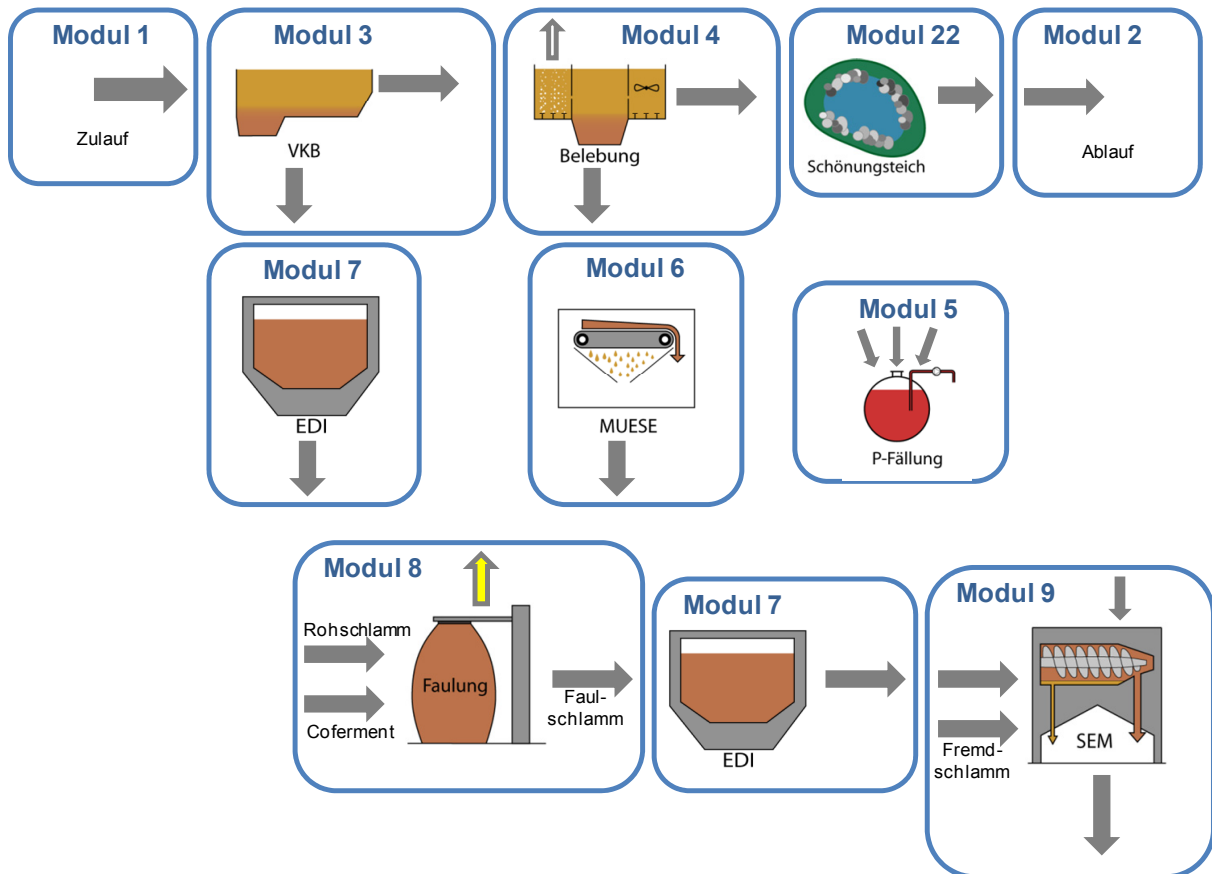 Modul 1
Zulauf
Modul 3
VKB
Modul 4
Belebung
Modul 22
Schönungsteich
Modul 2
Ablauf
Modul 7
EDI
Modul 6
MUESE
Modul 5
P-Fällung
Modul 8
Rohschlamm
Coferment
Faulung
Faul-
schlamm
Modul 7
EDI
Modul 9
Fremd-
schlamm
SEM